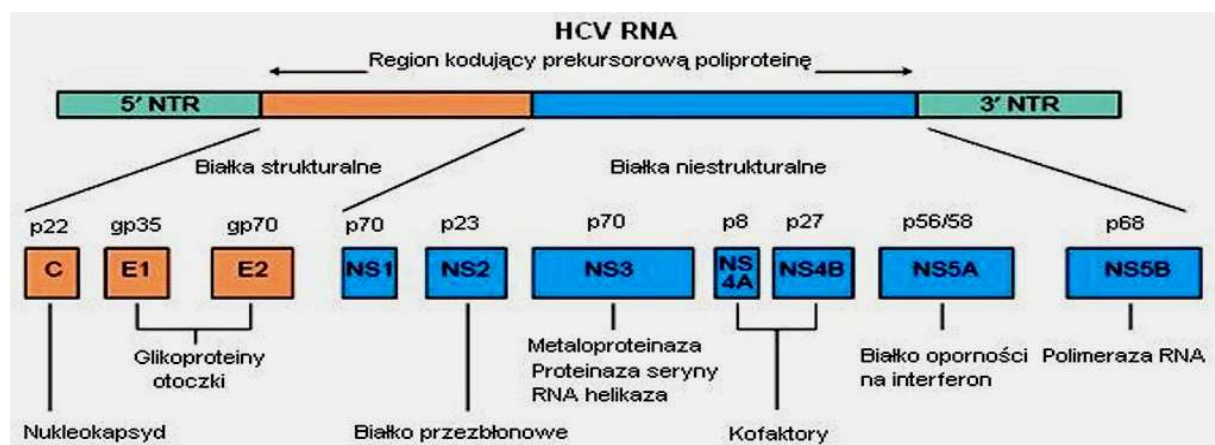 HCV RNA
Region kodujący prekursorową poliproteinę
5' NTR
3' NTR
Białka strukturalne
Białka niestrukturalne
p22 gp35 gp70 p70 p23 p70 p8 p27 p56/58 p68
C E1 E2 NS1 NS2 NS3 NS 4A NS4B NS5A NS5B
Glikoproteiny
otoczki
Metaloproteinaza
Proteinaza seryny
RNA helikaza
Białko oporności
na interferon
Polimeraza RNA
Nukleokapsyd
Białko przezbłonowe
Kofaktory